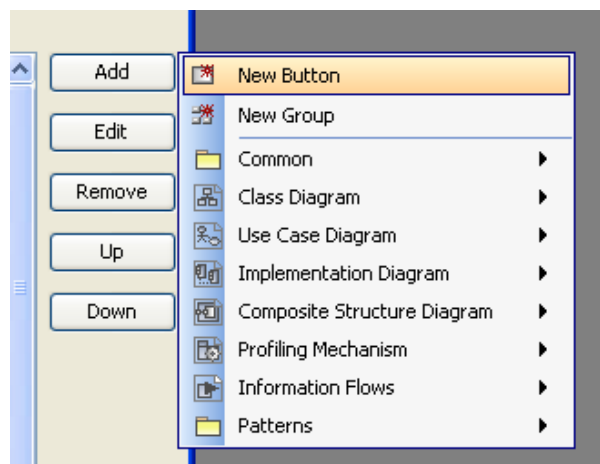 Add
Edit
Remove
Up
Down
New Button
New Group
Common
Class Diagram
Use Case Diagram
Implementation Diagram
Composite Structure Diagram
Profiling Mechanism
Information Flows
Patterns